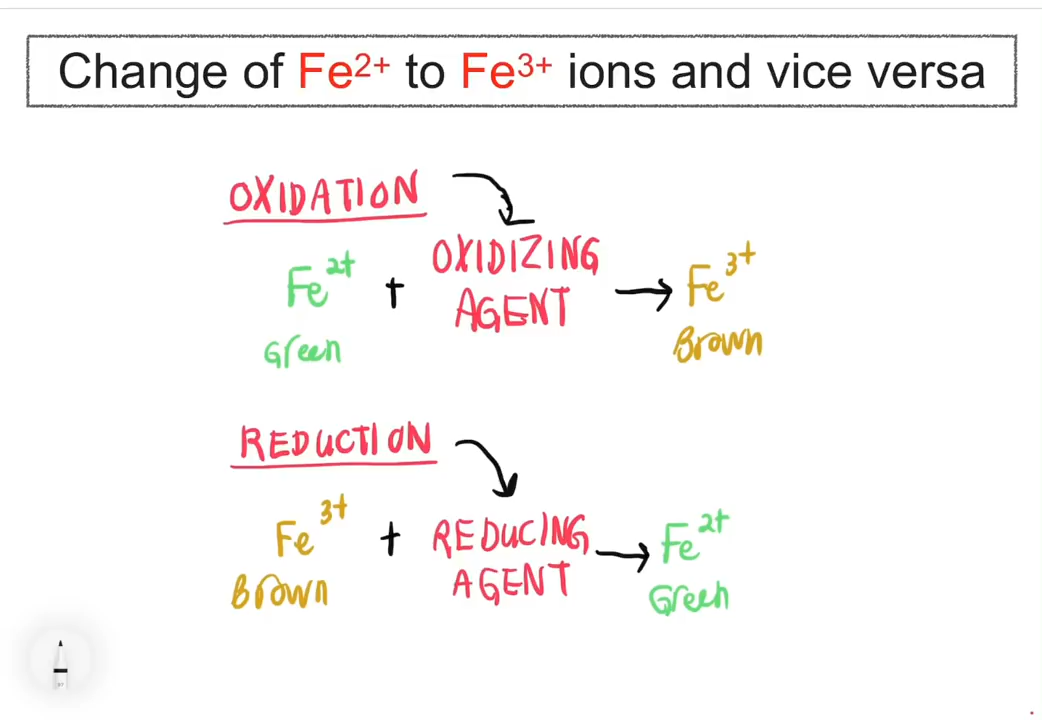 Change of Fe2+ to Fe3+ ions and vice versa
OXIDATION
Fe2+ + OXIDIZING AGENT → Fe3+
Green Brown
REDUCTION
Fe3+ + REDUCING AGENT → Fe2+
Brown Green